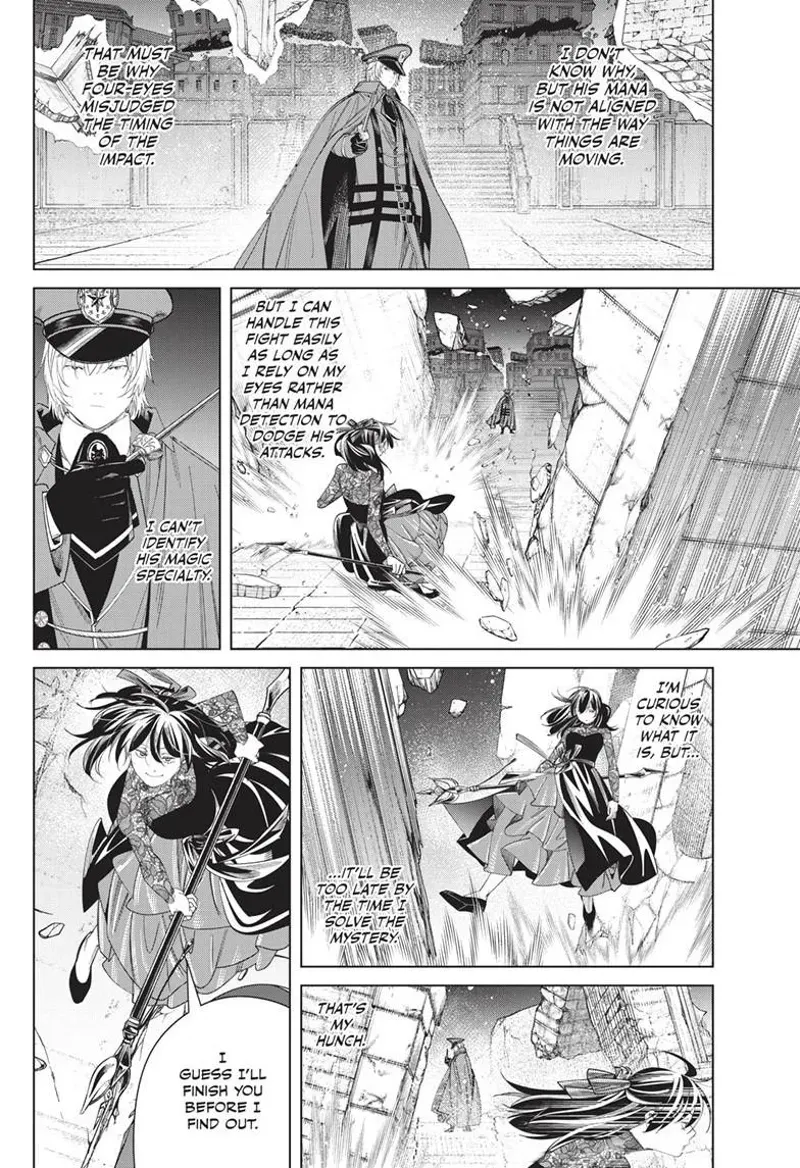 I DON'T
KNOW WHY,
BUT HIS MANA
IS NOT ALIGNED
WITH THE WAY
THINGS ARE
MOVING.
THAT MUST
BE WHY
FOUR-EYES
MISJUDGED
THE TIMING
OF THE
IMPACT.
BUT I CAN
HANDLE THIS
FIGHT EASILY
AS LONG AS
I RELY ON MY
EYES RATHER
THAN MANA
DETECTION TO
DODGE HIS
ATTACKS.
I CAN'T
IDENTIFY
HIS MAGIC
SPECIALTY.
I'M
CURIOUS
TO KNOW
WHAT IT
IS, BUT...
...IT'LL BE
TOO LATE BY
THE TIME I
SOLVE THE
MYSTERY.
THAT'S
MY
HUNCH.
I
GUESS I'LL
FINISH YOU
BEFORE I
FIND OUT.